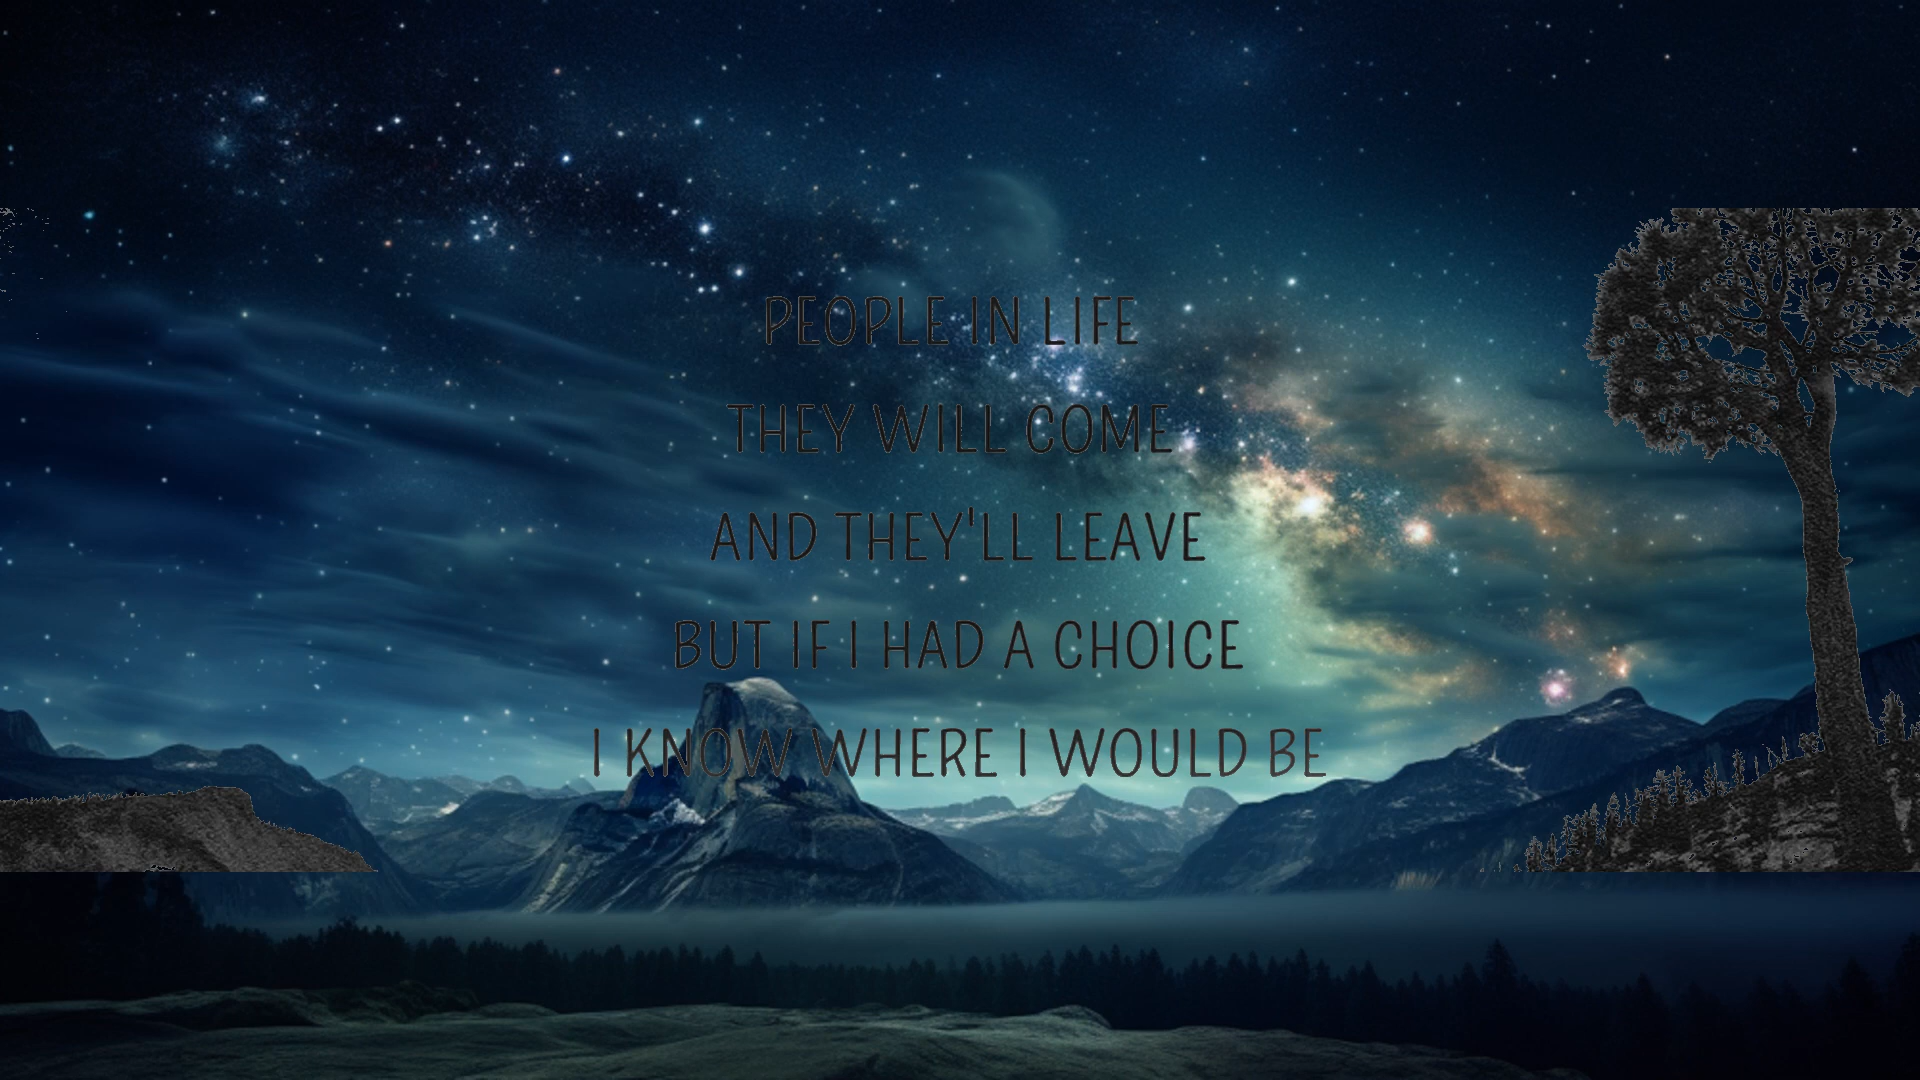 PEOPLE IN LIFE
THEY WILL COME
AND THEY'LL LEAVE
BUT IF I HAD A CHOICE
I KNOW WHERE I WOULD BE